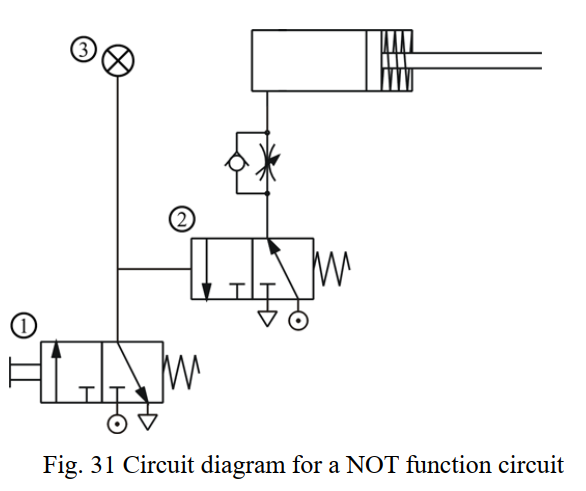 ③
②
①
Fig. 31 Circuit diagram for a NOT function circuit